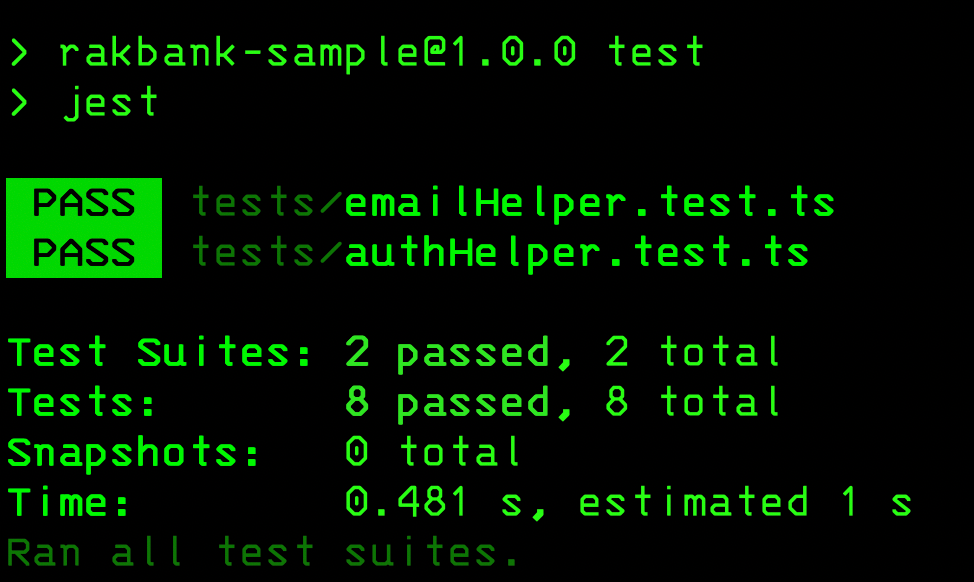 > rakbank-sample@1.0.0 test
> jest
PASS tests/emailHelper.test.ts
PASS tests/authHelper.test.ts
Test Suites: 2 passed, 2 total
Tests: 8 passed, 8 total
Snapshots: 0 total
Time: 0.481 s, estimated 1 s
Ran all test suites.